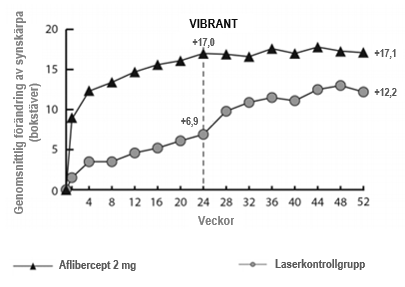 VIBRANT
Genomsnittlig förändring av synskärpa
(bokstäver)
20
15
10
5
0
+17,0
+17,1
+6,9
+12,2
4 8 12 16 20 24 28 32 36 40 44 48 52
Veckor
Aflibercept 2 mg
Laserkontrollgrupp